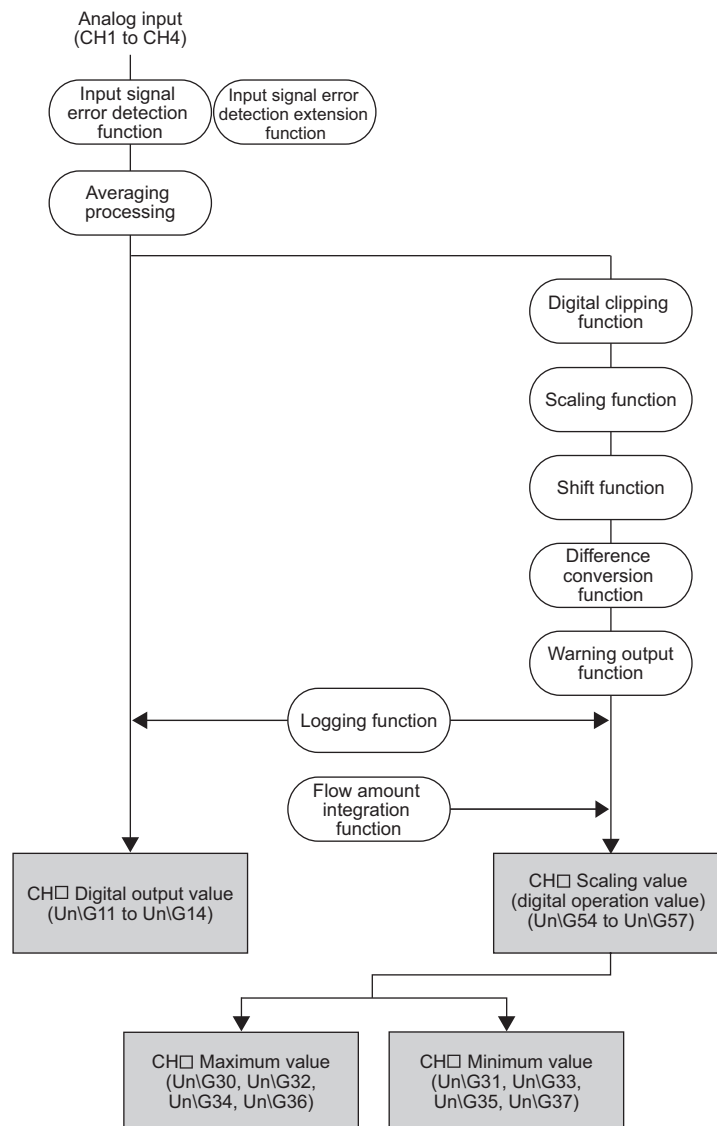 Analog input
(CH1 to CH4)
Input signal
error detection
function
Input signal error
detection extension
function
Averaging
processing
Digital clipping
function
Scaling function
Shift function
Difference
conversion
function
Warning output
function
Logging function
Flow amount
integration
function
CH□ Digital output value
(Un\G11 to Un\G14)
CH□ Scaling value
(digital operation value)
(Un\G54 to Un\G57)
CH□ Maximum value
(Un\G30, Un\G32,
Un\G34, Un\G36)
CH□ Minimum value
(Un\G31, Un\G33,
Un\G35, Un\G37)